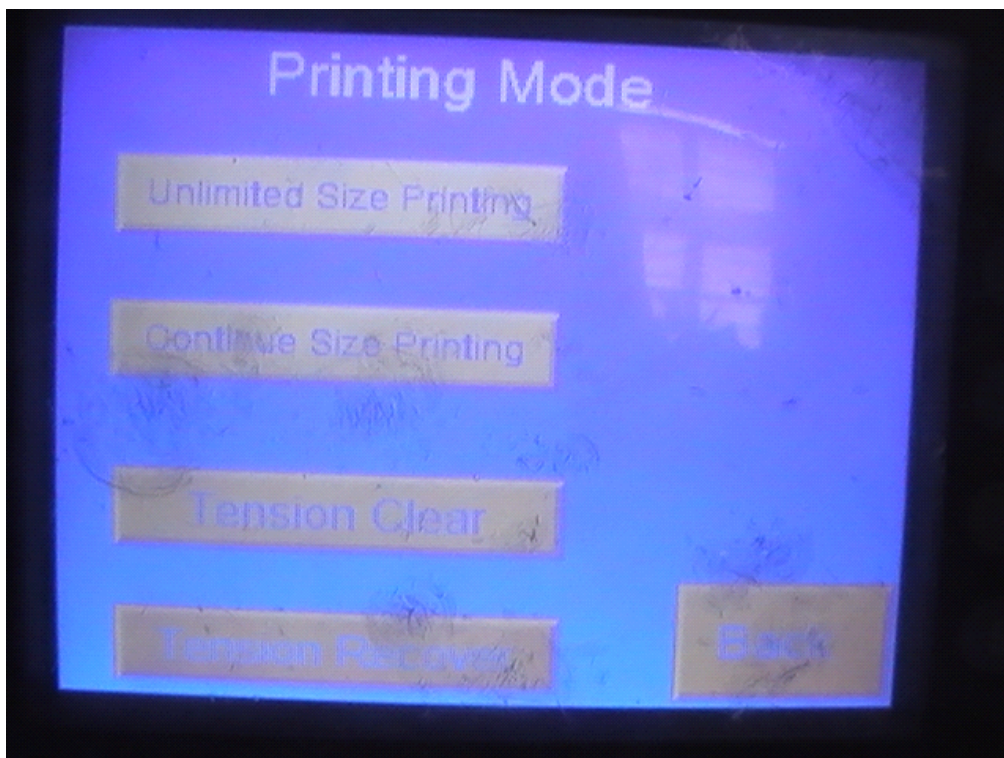 Printing Mode
Unlimited Size Printing
Continue Size Printing
Tension Clear
Tension Recover
Back